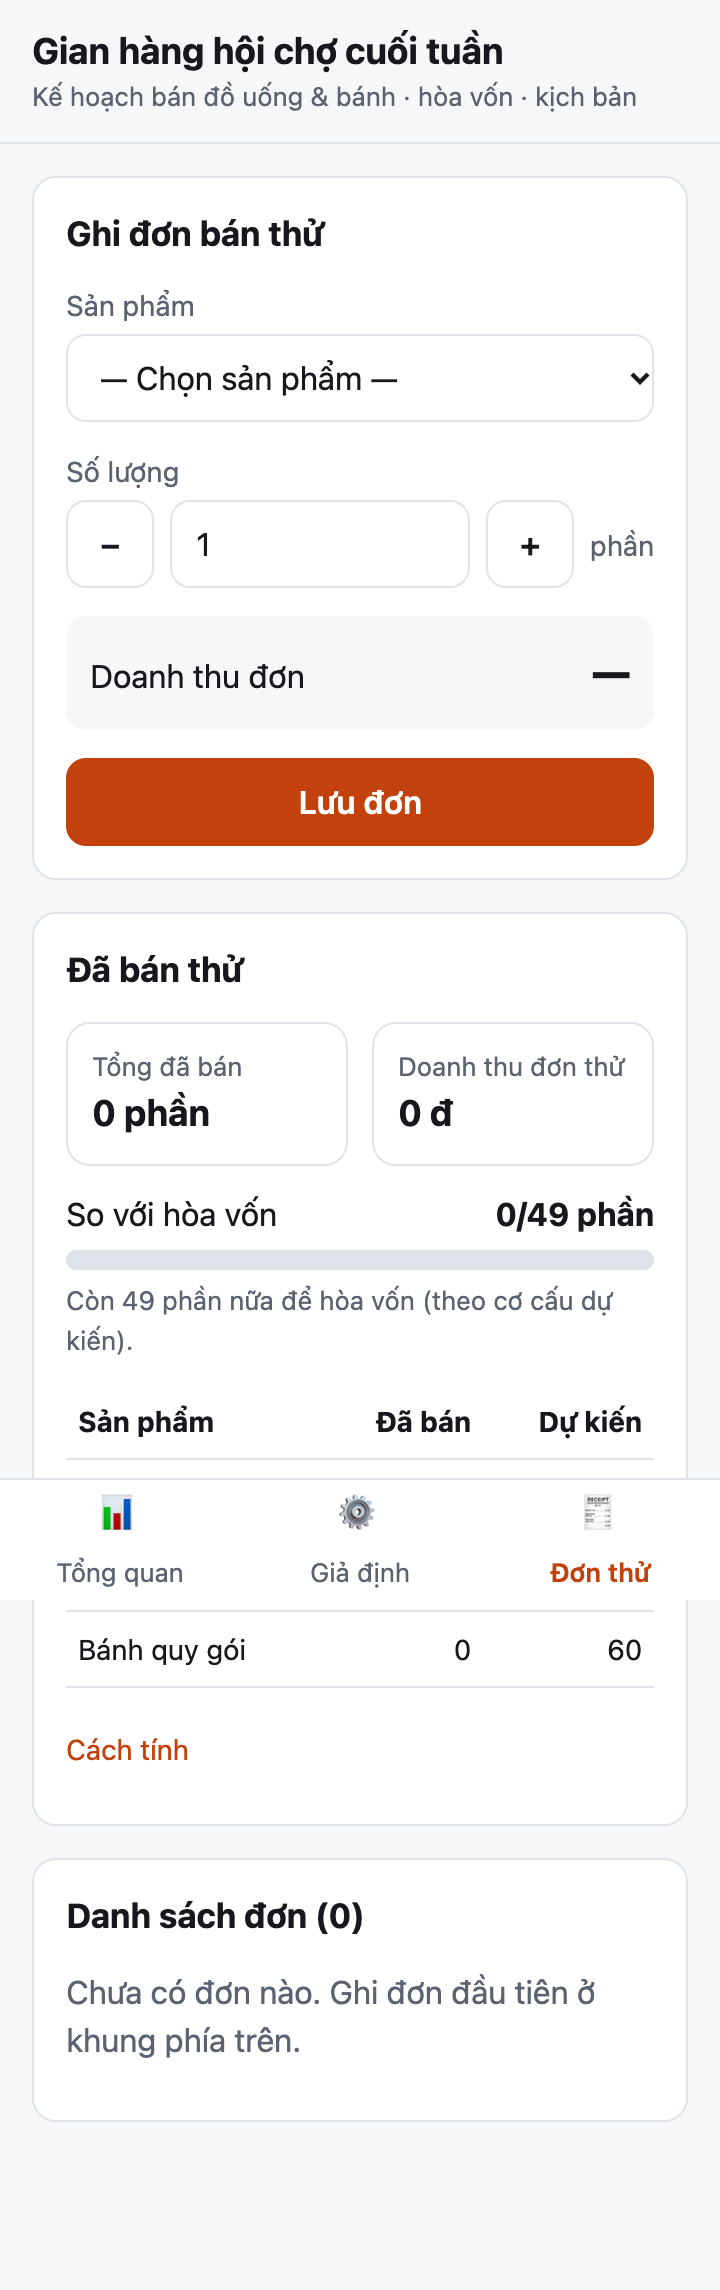 Gian hàng hội chợ cuối tuần
Kế hoạch bán đồ uống & bánh · hòa vốn · kịch bản
Ghi đơn bán thử
Sản phẩm
— Chọn sản phẩm —
Số lượng
−
1
+
phần
Doanh thu đơn
—
Lưu đơn
Đã bán thử
Tổng đã bán
0 phần
Doanh thu đơn thử
0 đ
So với hòa vốn
0/49 phần
Còn 49 phần nữa để hòa vốn (theo cơ cấu dự
kiến).
Sản phẩm Đã bán Dự kiến
RECEIPT
Tổng quan
Giả định
Đơn thử
Bánh quy gói 0 60
Cách tính
Danh sách đơn (0)
Chưa có đơn nào. Ghi đơn đầu tiên ở
khung phía trên.